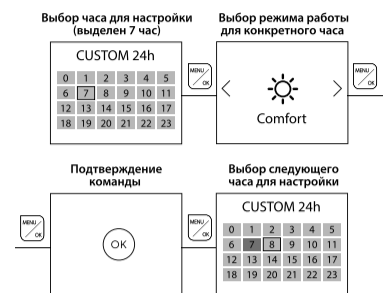 Выбор часа для настройки
(выделен 7 час)
CUSTOM 24h
0 1 2 3 4 5
6 7 8 9 10 11
12 13 14 15 16 17
18 19 20 21 22 23
MENU/OK
Выбор режима работы
для конкретного часа
< >
Comfort
MENU/OK
Подтверждение
команды
MENU/OK
OK
MENU/OK
Выбор следующего
часа для настройки
CUSTOM 24h
0 1 2 3 4 5
6 7 8 9 10 11
12 13 14 15 16 17
18 19 20 21 22 23